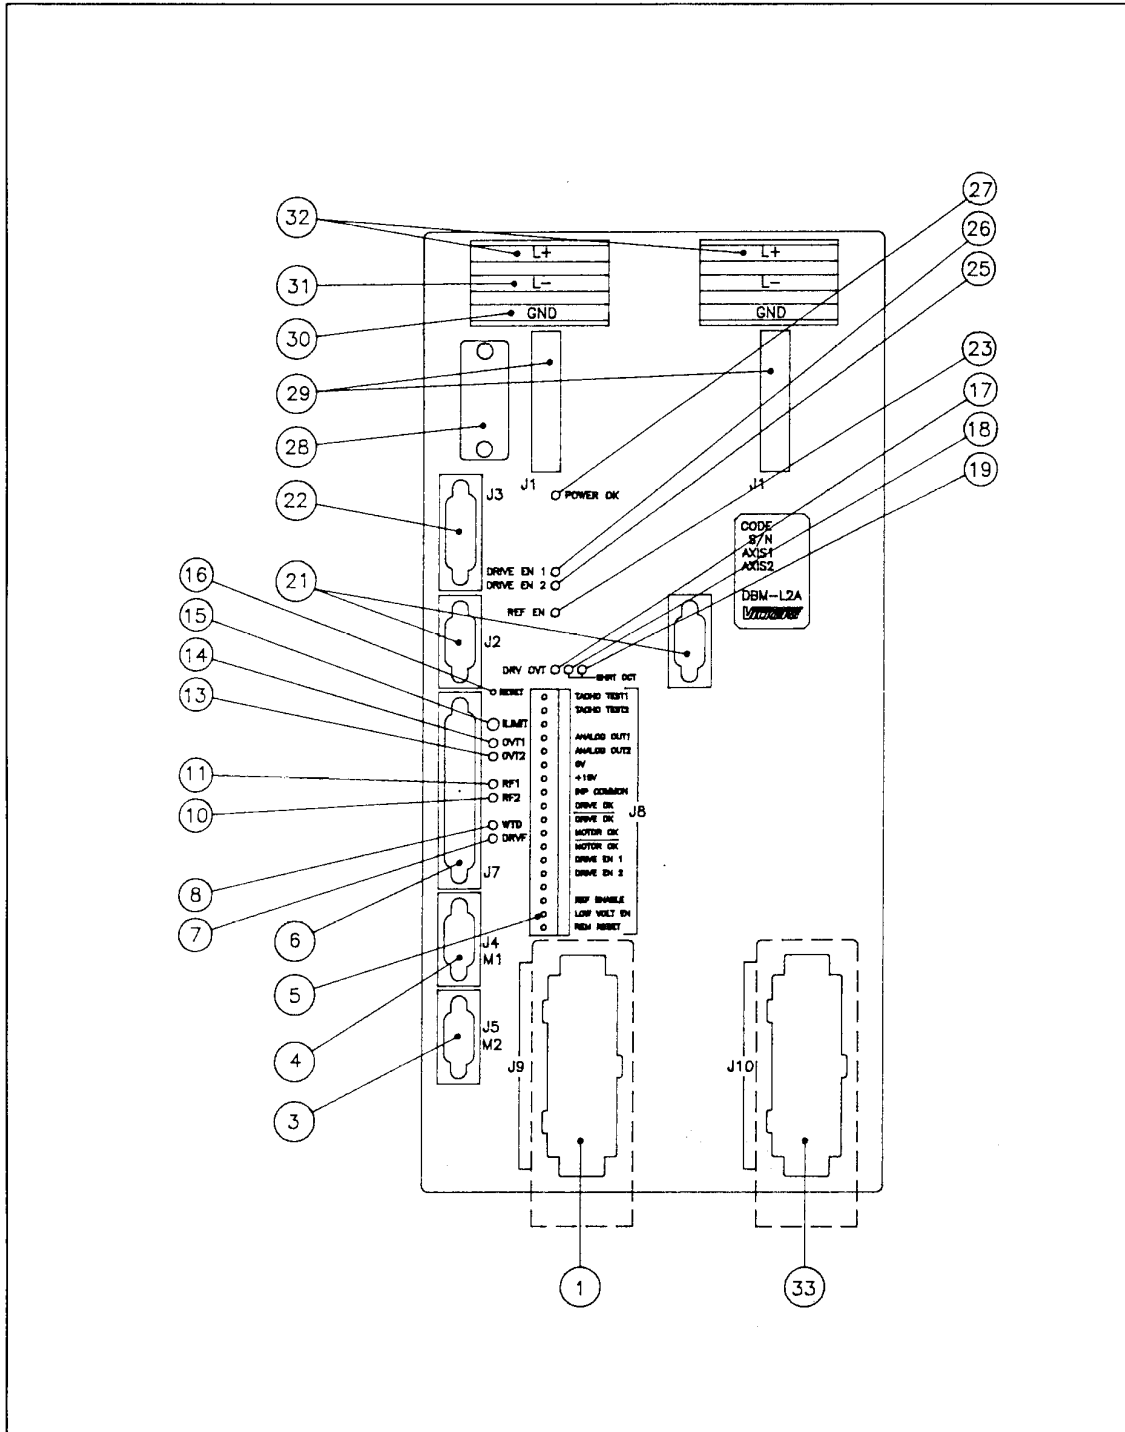 27
26
25
23
17
18
19
32
31
30
29
28
22
16
21
15
14
13
11
10
8
7
6
5
4
3
1
33
L+
L-
GND
L+
L-
GND
J1
J1
J3
POWER OK
DRIVE EN 1
DRIVE EN 2
REF EN
J2
CODE
S/N
AXIS1
AXIS2
DBM-L2A
DRV OVT
SHRT CCT
RESET
ILIMIT
OVT1
OVT2
RF1
RF2
WTD
DRVF
J7
TACHO TEST1
TACHO TEST2
ANALOG OUT1
ANALOG OUT2
0V
+15V
INP COMMON
DRIVE OK
DRIVE OK
MOTOR OK
MOTOR OK
DRIVE EN 1
DRIVE EN 2
REF ENABLE
LOW VOLT EN
REM RESET
J8
J4
M1
J5
M2
J9
J10